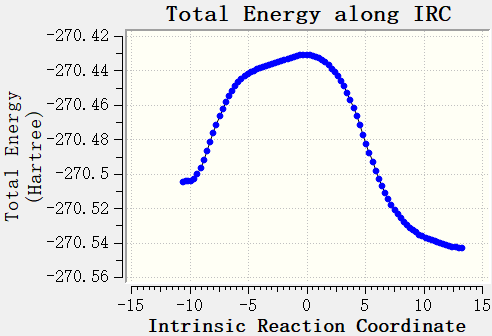 Total Energy along IRC
-270.42
-270.44
-270.46
-270.48
-270.5
-270.52
-270.54
-270.56
Total Energy
(Hartree)
-15 -10 -5 0 5 10 15
Intrinsic Reaction Coordinate